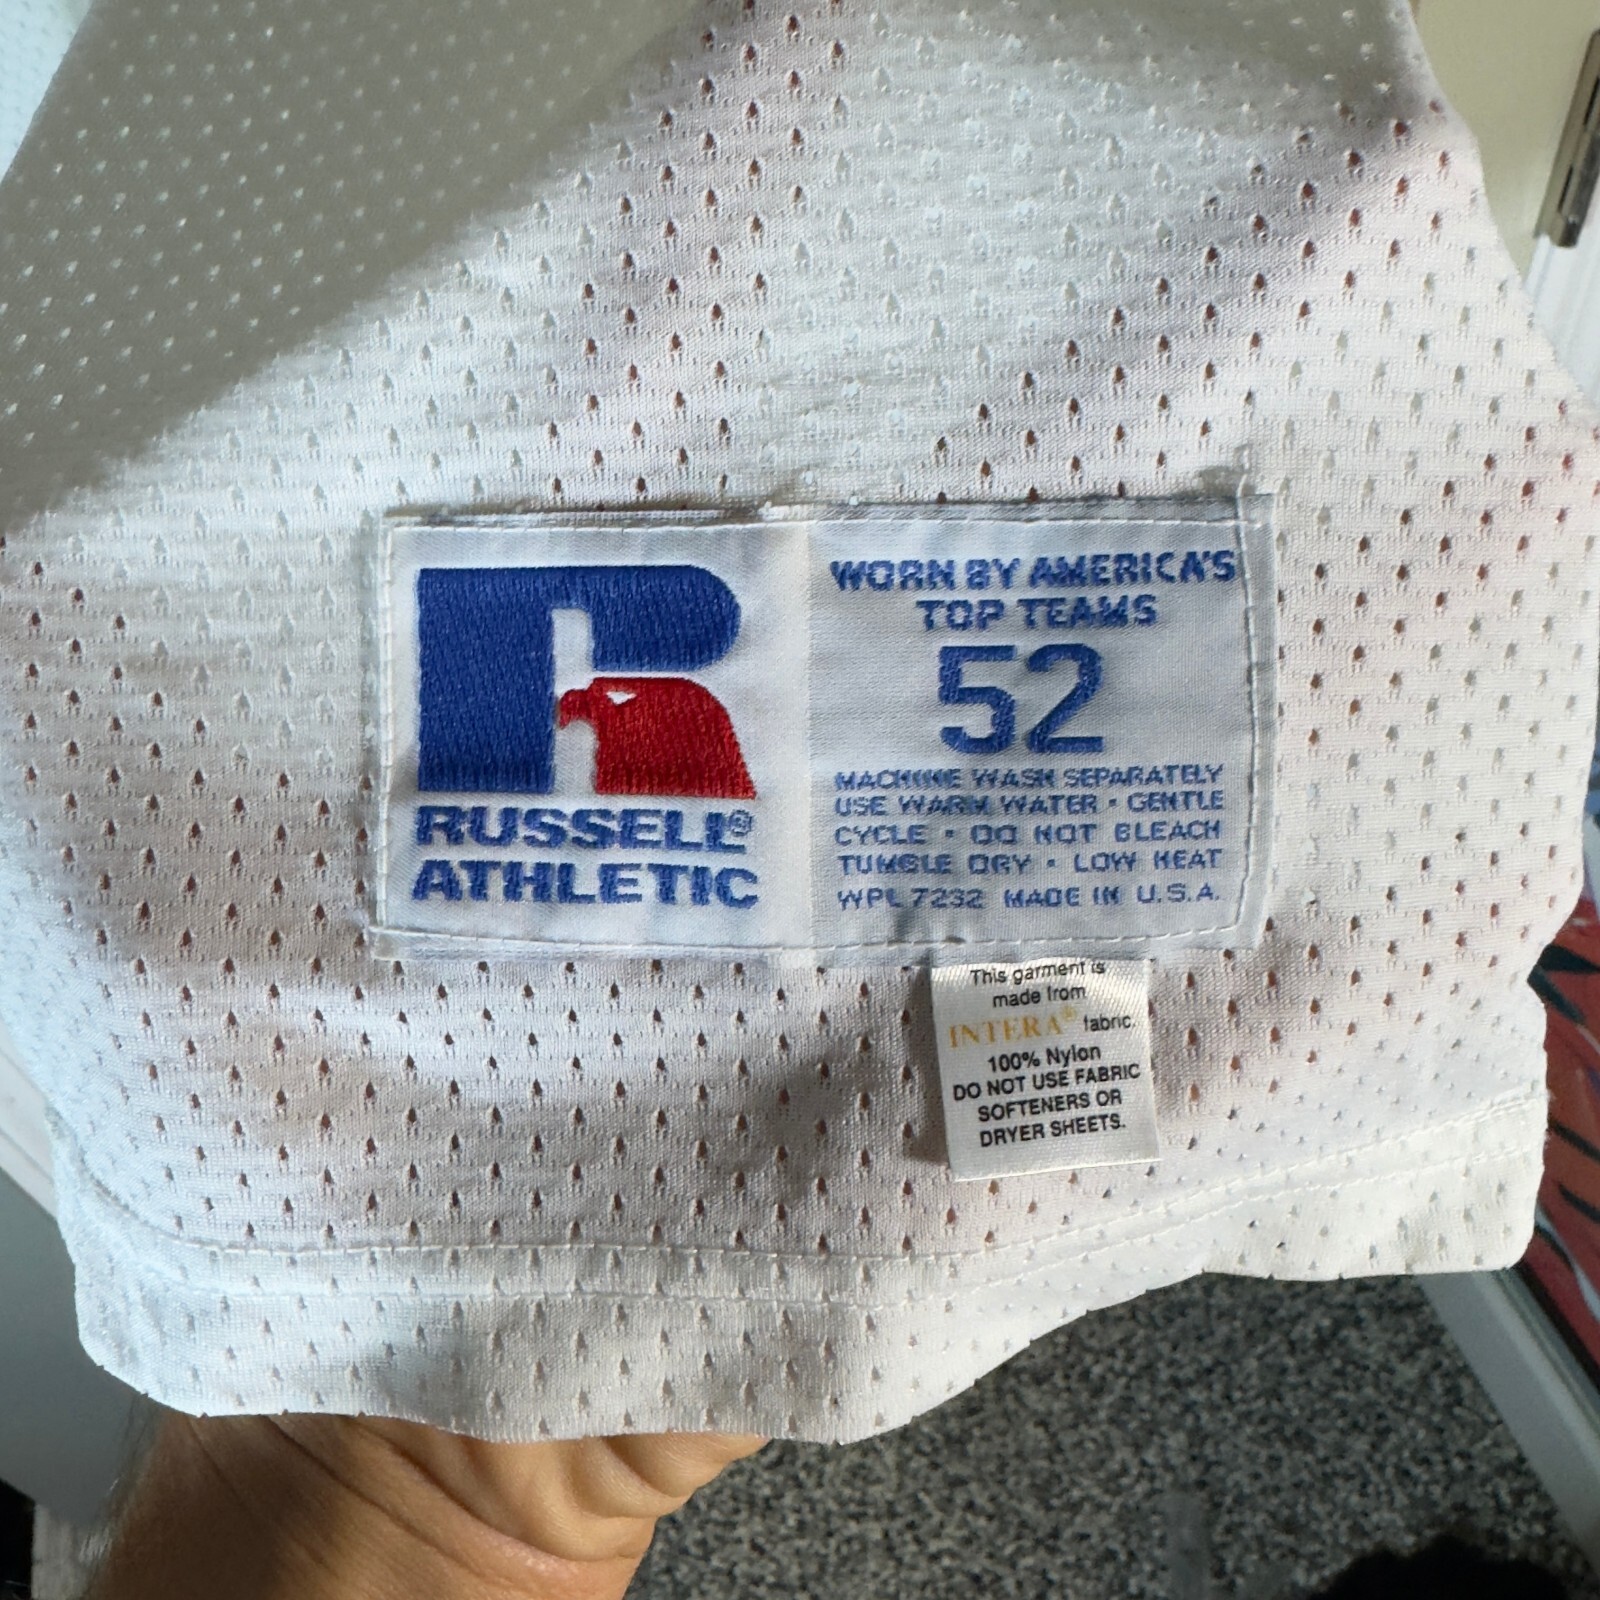 RUSSELL®
ATHLETIC
WORN BY AMERICA'S
TOP TEAMS
52
MACHINE WASH SEPARATELY
USE WARM WATER • GENTLE
CYCLE • DO NOT BLEACH
TUMBLE DRY • LOW HEAT
WPL 7232 MADE IN U.S.A.
This garment is
made from
INTERA® fabric.
100% Nylon
DO NOT USE FABRIC
SOFTENERS OR
DRYER SHEETS.